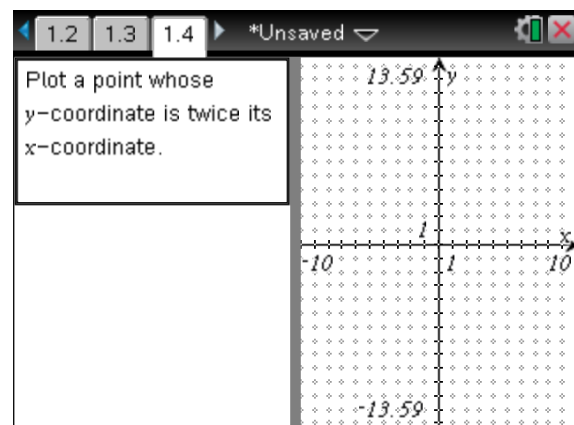 1.2 1.3 1.4 *Unsaved
Plot a point whose
y-coordinate is twice its
x-coordinate.
13.59 y
1
x
-10 1 10
-13.59